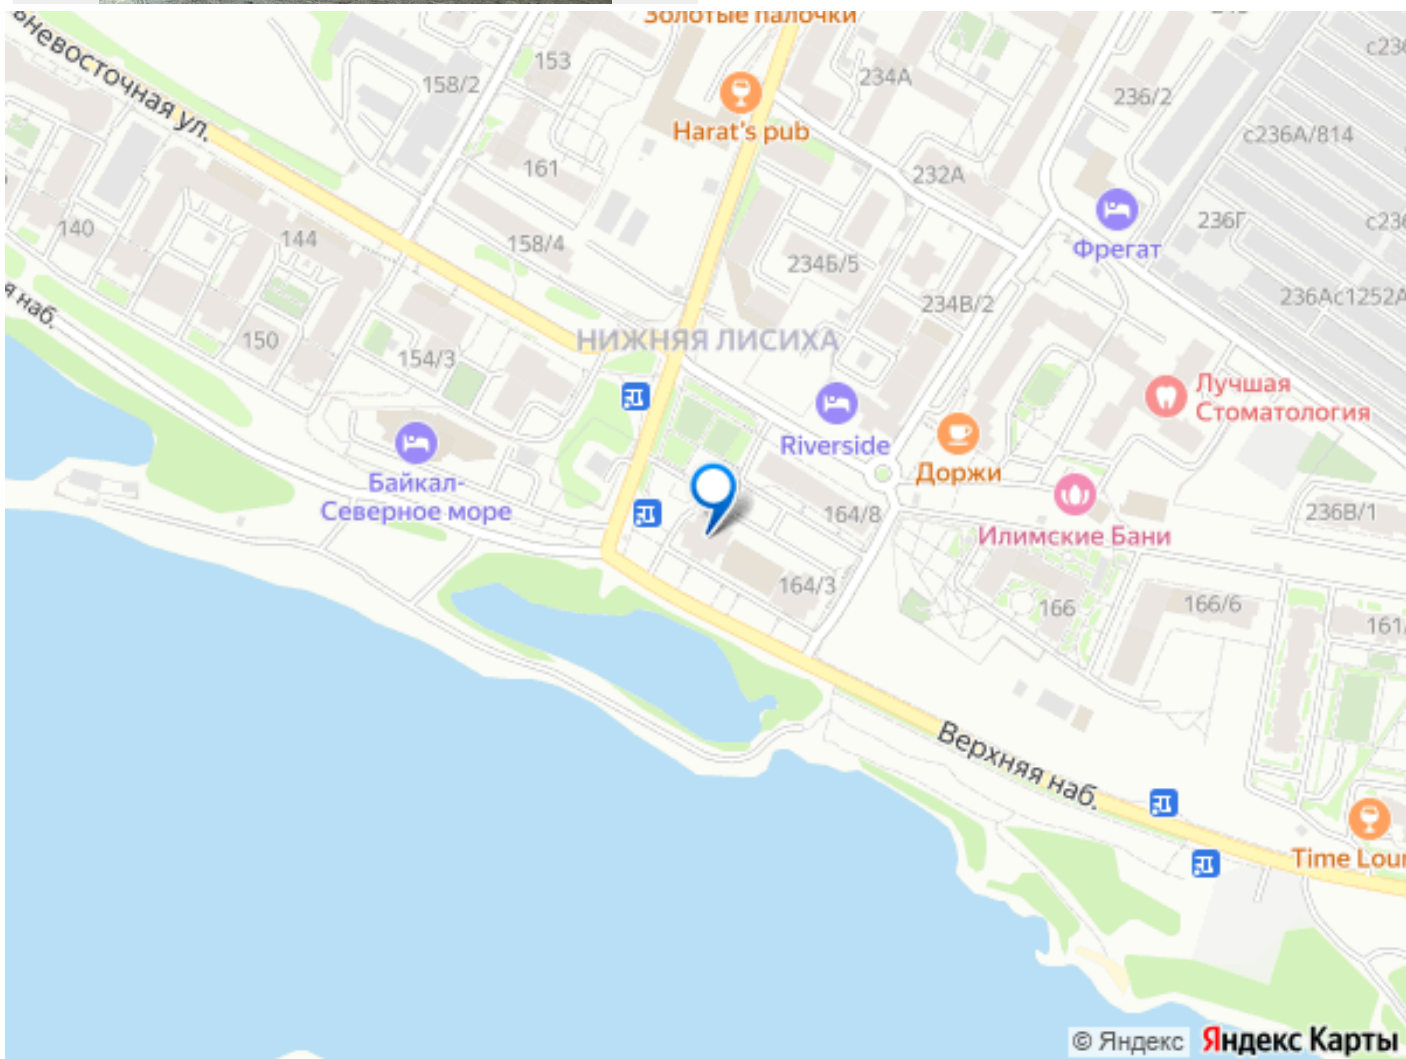 Золотые палочки
153
158/2
234А
236/2
с236А/814
Harat's pub
161
232А
236Г
Фрегат
140
144
158/4
234Б/5
234В/2
236Ас1252А
150
154/3
НИЖНЯЯ ЛИСИХА
Лучшая
Стоматология
Riverside
Доржи
Байкал-
Северное море
164/8
Илимские Бани
236В/1
164/3
166
166/6
Верхняя наб.
© Яндекс
Яндекс Карты